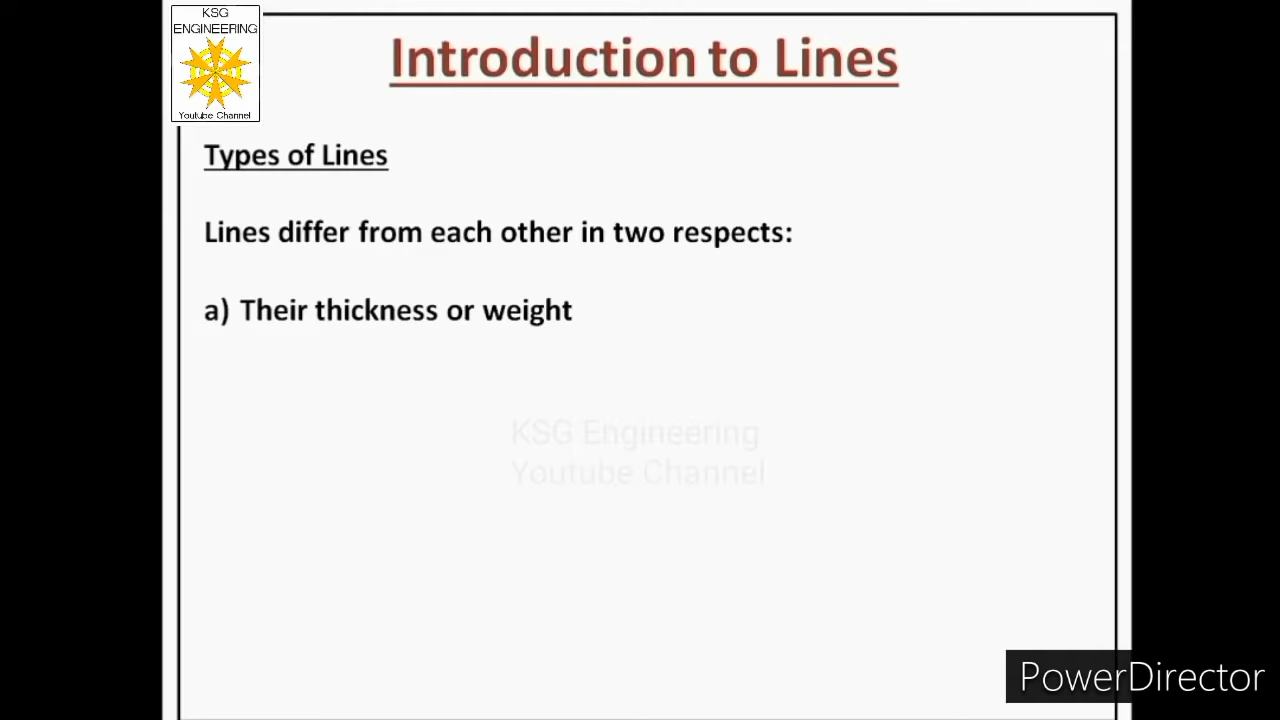 KSG
ENGINEERING
Youtube Channel
Introduction to Lines
Types of Lines
Lines differ from each other in two respects:
a) Their thickness or weight
KSG Engineering
Youtube Channel
PowerDirector